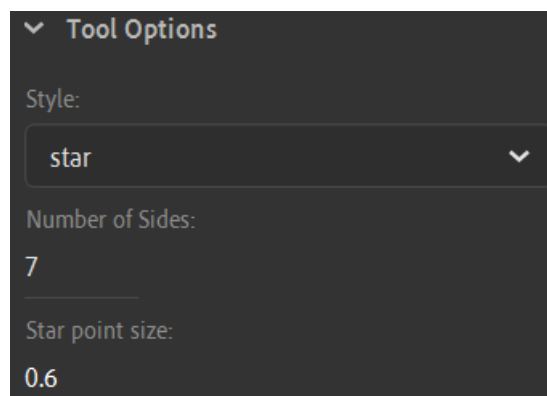 Tool Options
Style:
star
Number of Sides:
7
Star point size:
0.6